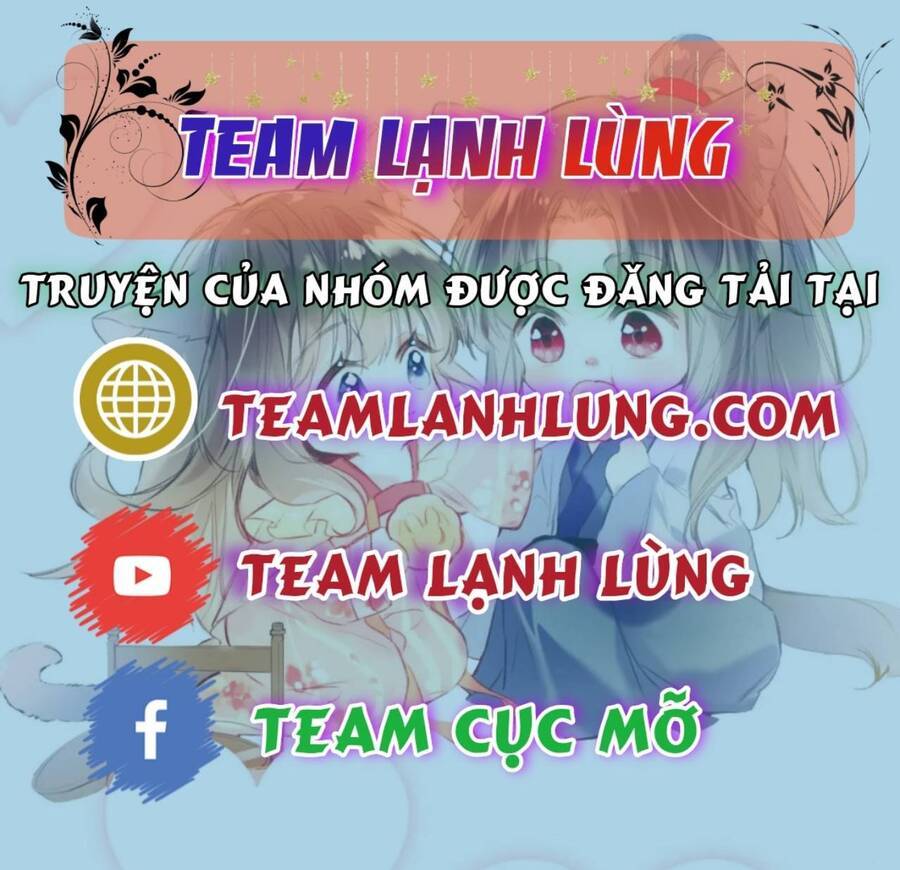 TEAM LẠNH LÙNG
TRUYỆN CỦA NHÓM ĐƯỢC ĐĂNG TẢI TẠI
TEAMLANHLUNG.COM
TEAM LẠNH LÙNG
f TEAM CỤC MỠ